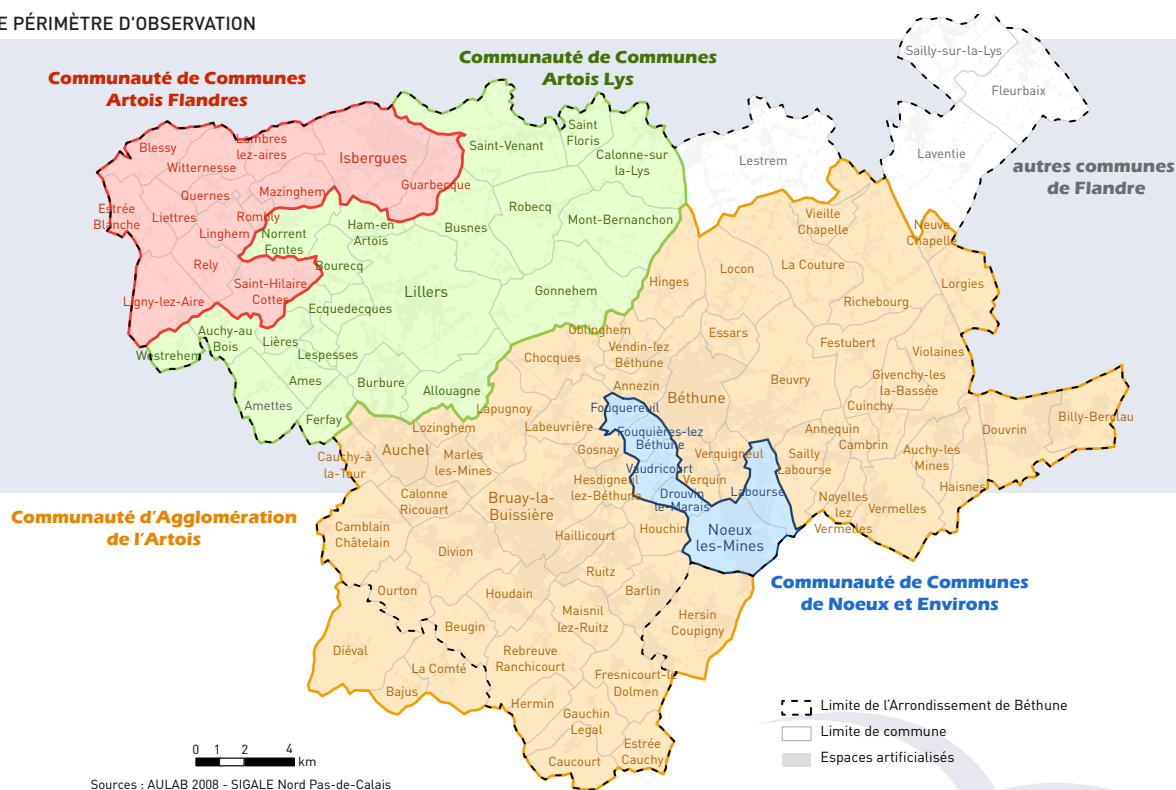 E PÉRIMÈTRE D'OBSERVATION
Communauté de Communes
Artois Flandres
Communauté de Communes
Artois Lys
autres communes
de Flandre
Communauté d'Agglomération
de l'Artois
Communauté de Communes
de Noeux et Environs
Sailly-sur-la-Lys
Fleurbaix
Laventie
Lestrem
Blessy
Lambres
lez-aires
Witternesse
Isbergues
Guarbecque
Quernes
Mazinghem
Estrée
Blanche
Liettres
Rombly
Linghem
Rely
Saint-Hilaire
Cottes
Ligny-lez-Aire
Saint-Venant
Saint
Floris
Calonne-sur
la-Lys
Robecq
Mont-Bernanchon
Busnes
Ham-en
Artois
Norrent
Fontes
Bourecq
Lillers
Gonnehem
Ecquedecques
Auchy-au
Bois
Lières
Westrehem
Lespesses
Ames
Burbure
Allouagne
Amettes
Ferfay
Vieille
Chapelle
Neuve
Chapelle
Locon
La Couture
Hinges
Lorgies
Richebourg
Oblinghem
Essars
Vendin-lez
Béthune
Festubert
Violaines
Chocques
Givenchy-les
la-Bassée
Annezin
Béthune
Beuvry
Cuinchy
Lapugnoy
Fouquereuil
Billy-Berclau
Douvrin
Labeuvrière
Fouquières-lez
Béthune
Annequin
Cambrin
Lozinghem
Auchel
Gosnay
Verquigneul
Sailly
Labourse
Auchy-les
Mines
Cauchy-à
la-Tour
Marles
les-Mines
Vaudricourt
Hesdigneul
lez-Béthune
Verquin
Drouvin
le-Marais
Labourse
Haisnes
Calonne
Ricouart
Bruay-la-
Buissière
Noyelles
lez
Vermelles
Vermelles
Camblain
Châtelain
Haillicourt
Houchin
Noeux
les-Mines
Divion
Ruitz
Ourton
Houdain
Barlin
Maisnil
lez-Ruitz
Hersin
Coupigny
Beugin
Diéval
Rebreuve
Ranchicourt
La Comté
Fresnicourt-le
Dolmen
Bajus
Hermin
Gauchin
Legal
Estrée
Cauchy
Caucourt
Limite de l'Arrondissement de Béthune
Limite de commune
Espaces artificialisés
0 1 2 4
km
Sources : AULAB 2008 - SIGALE Nord Pas-de-Calais